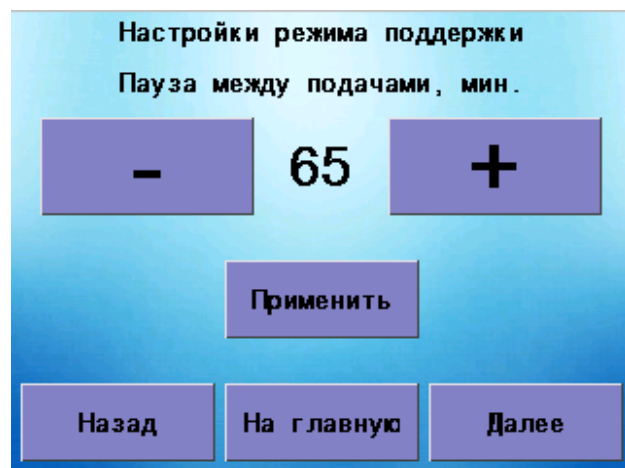 Настройки режима поддержки
Пауза между подачами, мин.
- 65 +
Применить
Назад На главную Далее